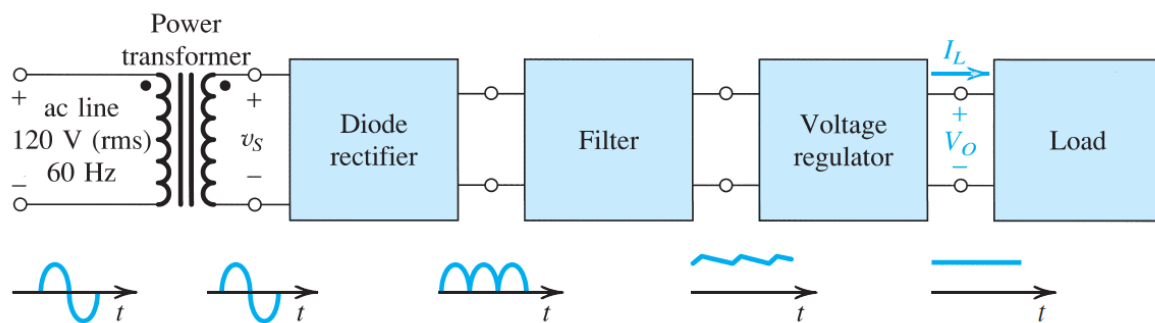 Power
transformer
+
ac line
120 V (rms)
60 Hz
−
+
v_S
−
Diode
rectifier
Filter
Voltage
regulator
I_L
+
V_O
−
Load
t
t
t
t
t